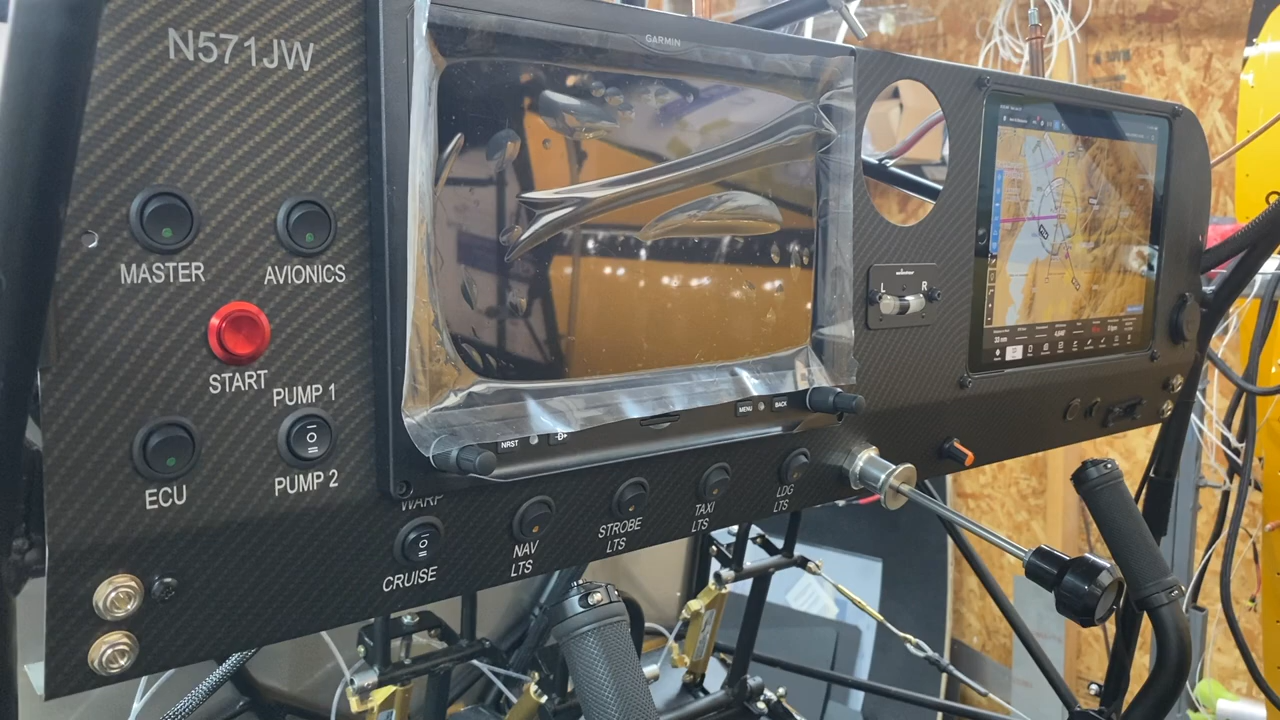 N571JW
GARMIN
MASTER
AVIONICS
START
PUMP 1
PUMP 2
ECU
NRST
MENU
BACK
L R
WARP
CRUISE
NAV
LTS
STROBE
LTS
TAXI
LTS
LDG
LTS